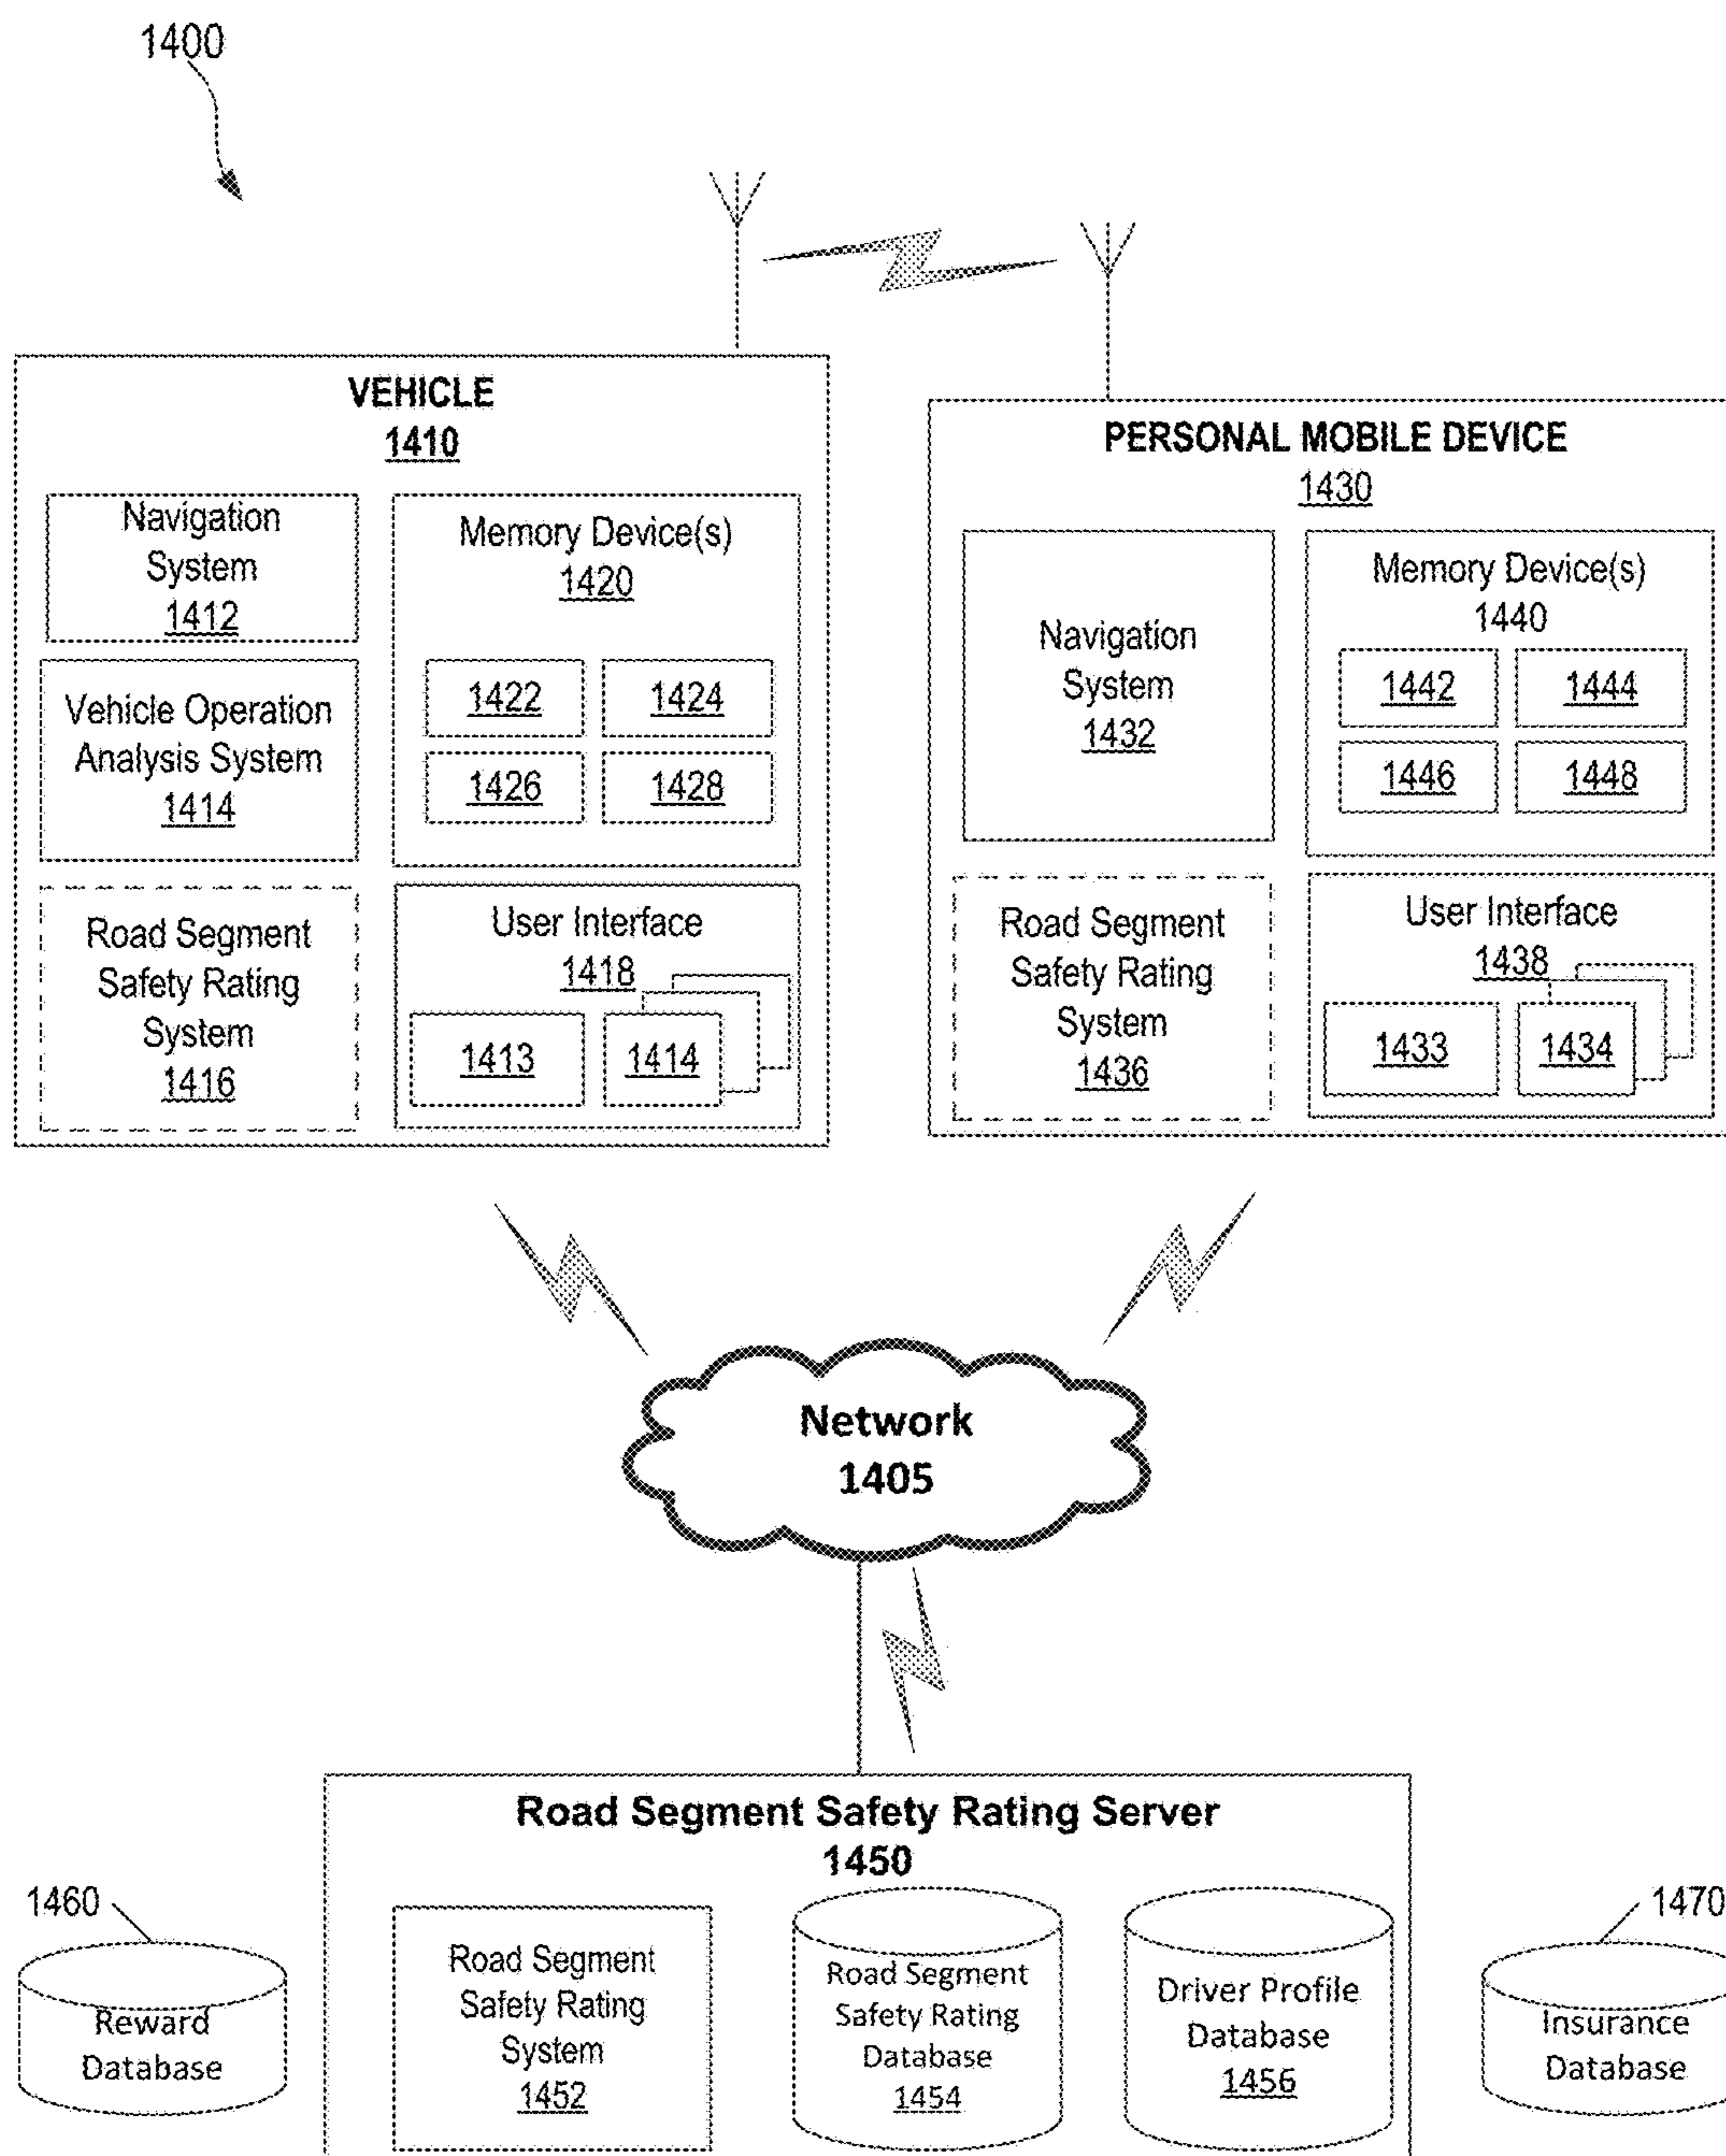 1400
VEHICLE
1410
Navigation
System
1412
Vehicle Operation
Analysis System
1414
Road Segment
Safety Rating
System
1416
Memory Device(s)
1420
1422
1424
1426
1428
User Interface
1418
1413
1414
PERSONAL MOBILE DEVICE
1430
Navigation
System
1432
Road Segment
Safety Rating
System
1436
Memory Device(s)
1440
1442
1444
1446
1448
User Interface
1438
1433
1434
Network
1405
Road Segment Safety Rating Server
1450
1460
Reward
Database
Road Segment
Safety Rating
System
1452
Road Segment
Safety Rating
Database
1454
Driver Profile
Database
1456
1470
Insurance
Database